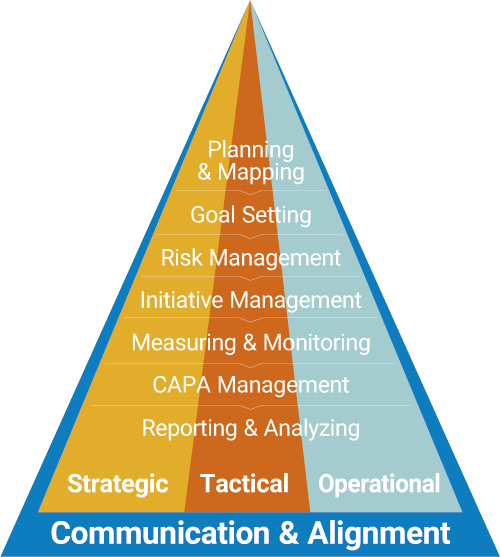 Planning
& Mapping
Goal Setting
Risk Management
Initiative Management
Measuring & Monitoring
CAPA Management
Reporting & Analyzing
Strategic Tactical Operational
Communication & Alignment